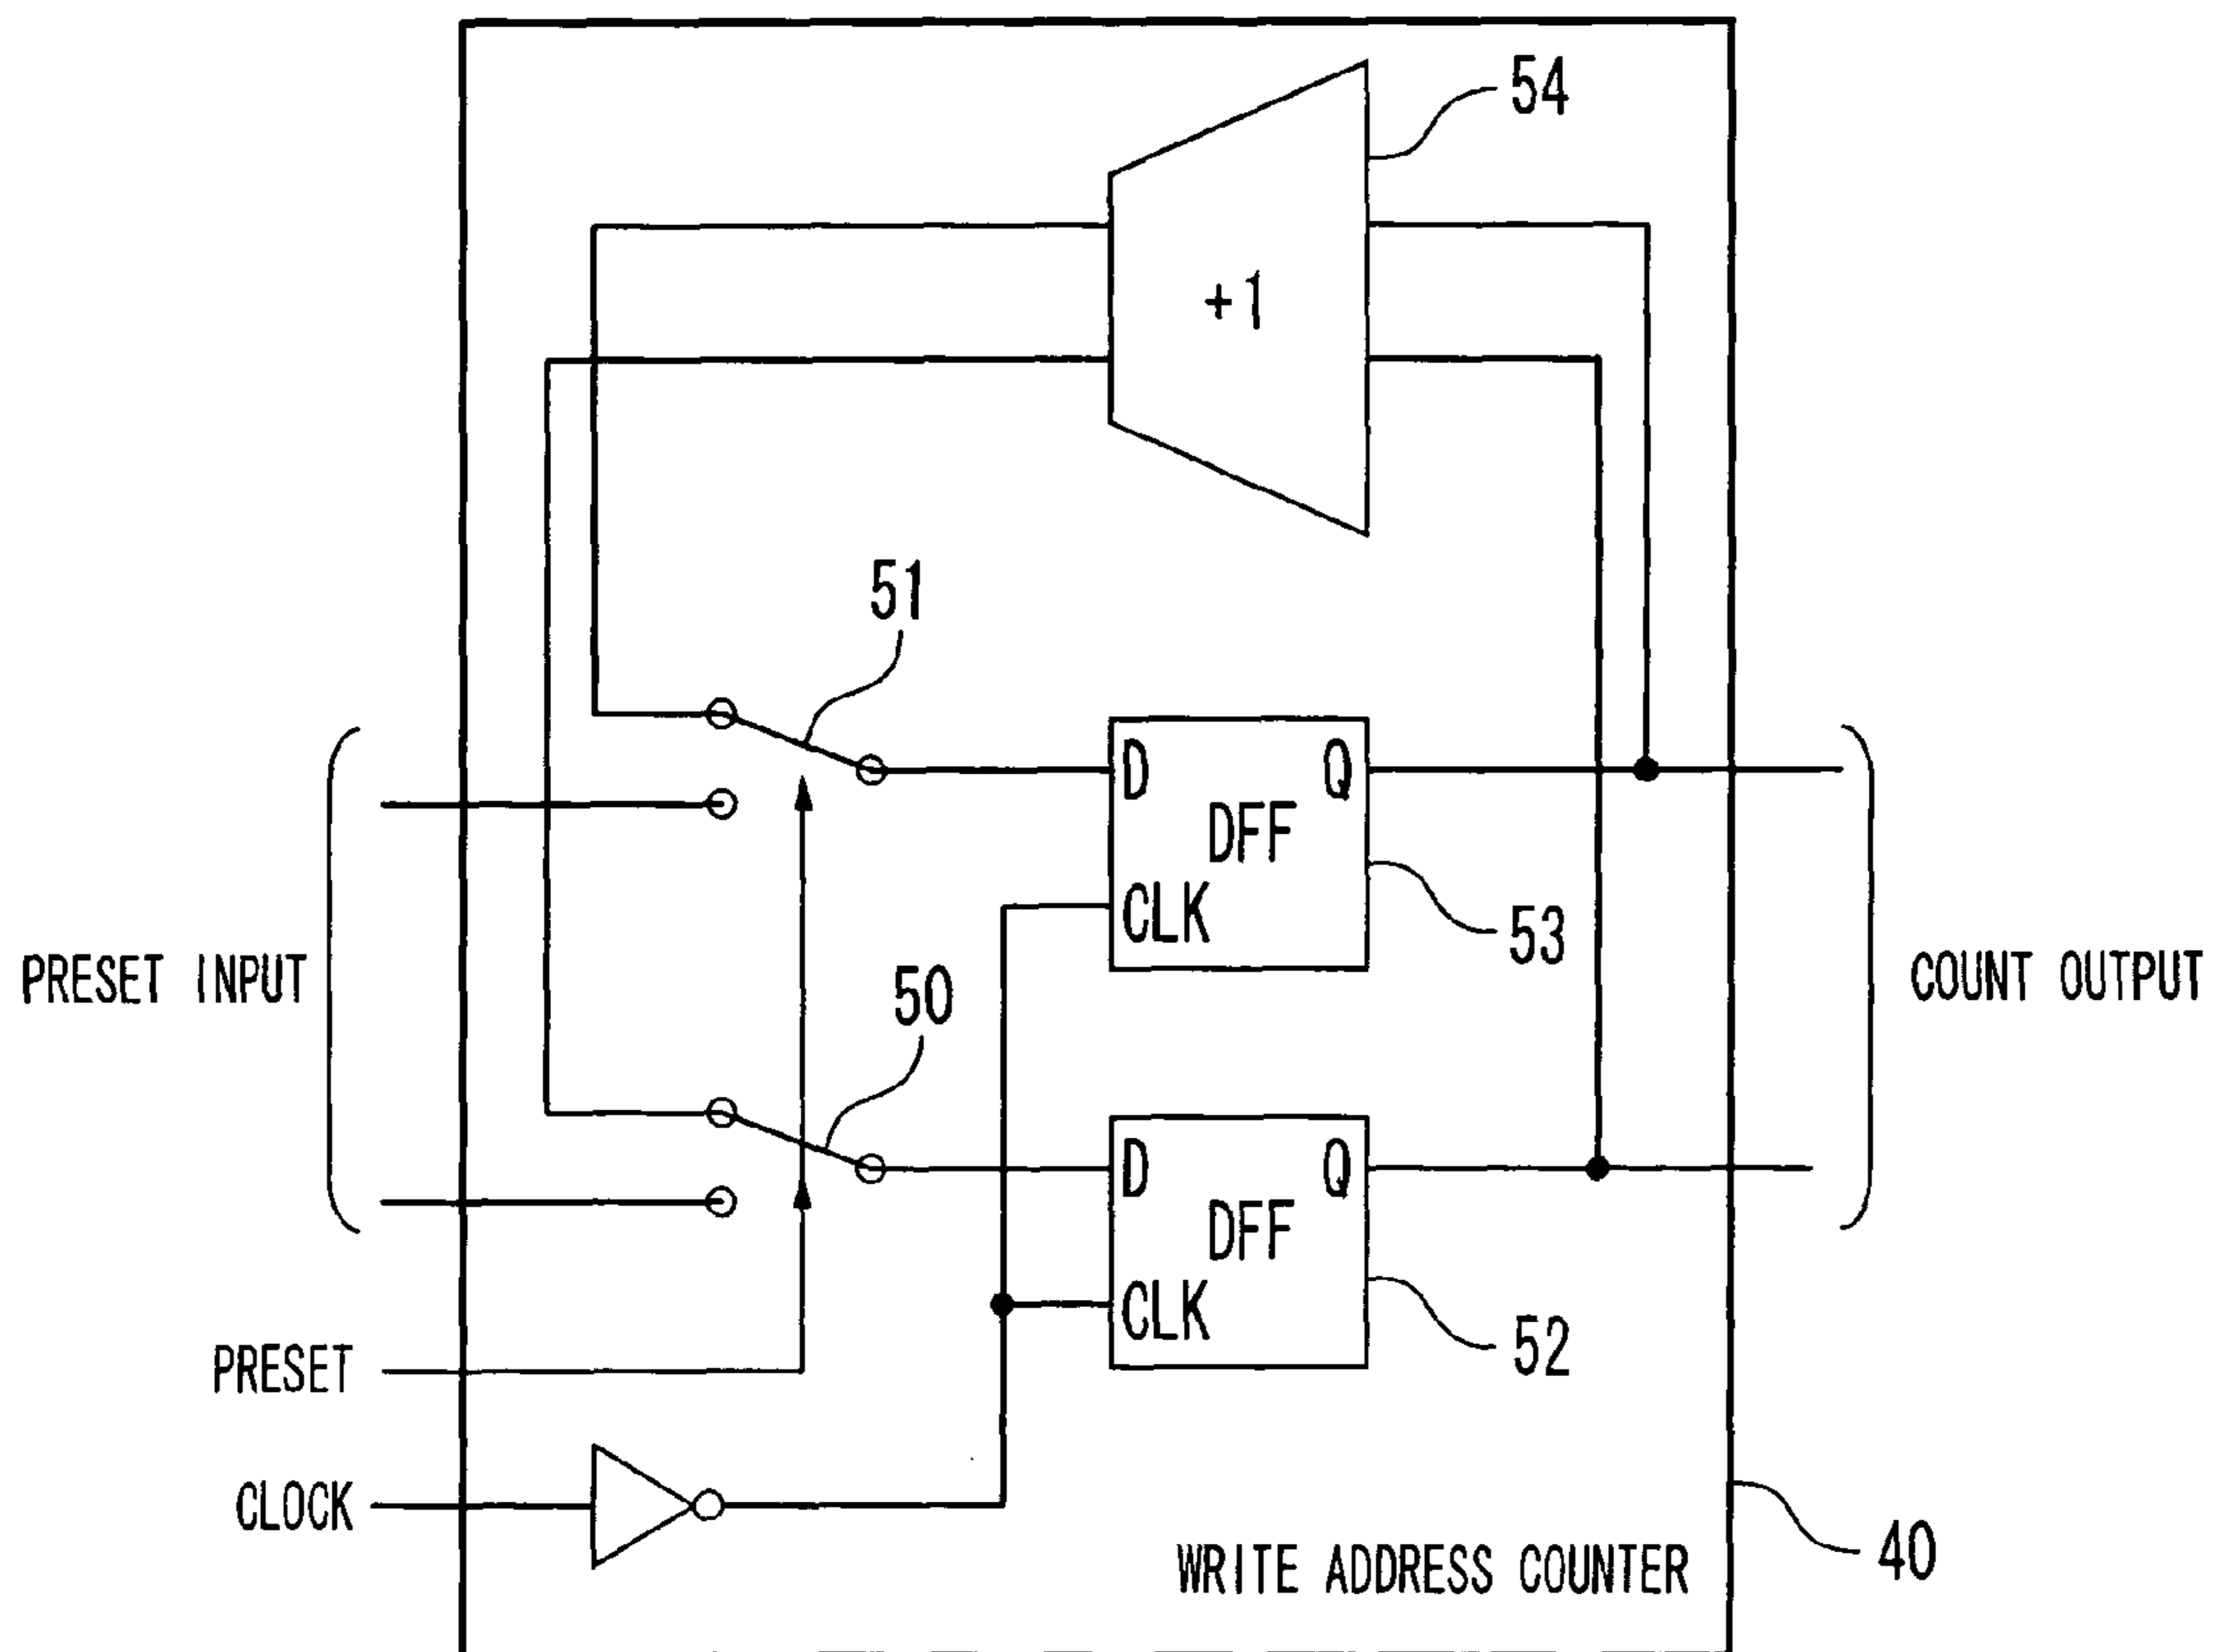 54
+1
51
D
Q
DFF
CLK
53
PRESET INPUT
COUNT OUTPUT
50
D
Q
DFF
CLK
52
PRESET
CLOCK
WRITE ADDRESS COUNTER
40